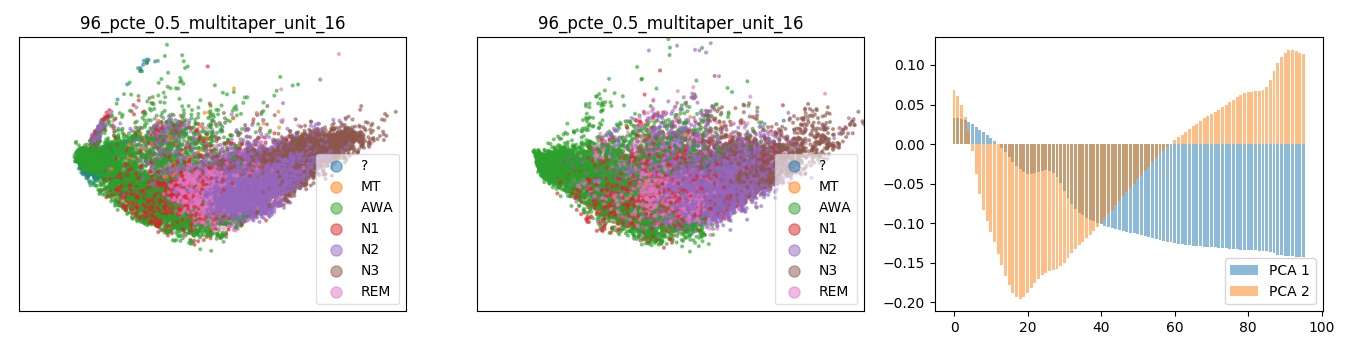 96_pcte_0.5_multitaper_unit_16
?
MT
AWA
N1
N2
N3
REM
96_pcte_0.5_multitaper_unit_16
?
MT
AWA
N1
N2
N3
REM
0.10
0.05
0.00
−0.05
−0.10
−0.15
−0.20
0
20
40
60
80
100
PCA 1
PCA 2